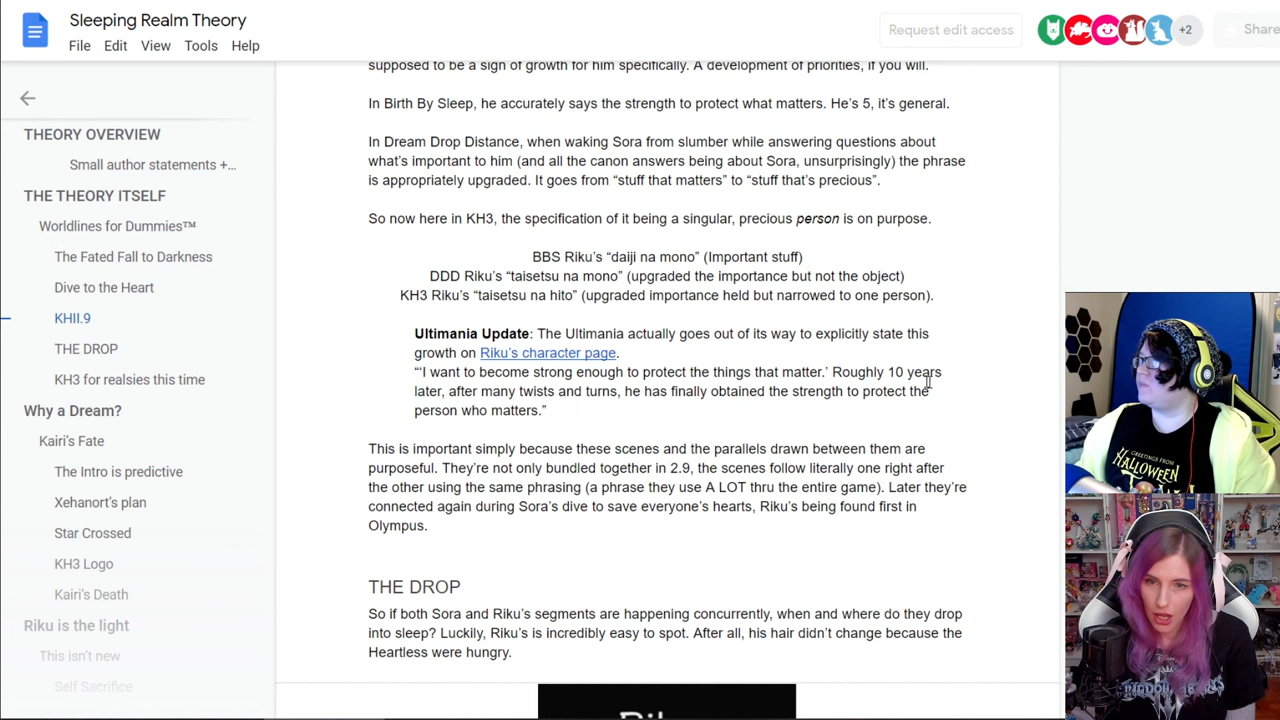 Sleeping Realm Theory
File Edit View Tools Help
Request edit access
+2
Share
THEORY OVERVIEW
Small author statements +...
THE THEORY ITSELF
Worldlines for Dummies™
The Fated Fall to Darkness
Dive to the Heart
KHII.9
THE DROP
KH3 for realsies this time
Why a Dream?
Kairi's Fate
The Intro is predictive
Xehanort's plan
Star Crossed
KH3 Logo
Kairi's Death
Riku is the light
This isn't new
Self Sacrifice
supposed to be a sign of growth for him specifically. A development of priorities, if you will.
In Birth By Sleep, he accurately says the strength to protect what matters. He's 5, it's general.
In Dream Drop Distance, when waking Sora from slumber while answering questions about
what's important to him (and all the canon answers being about Sora, unsurprisingly) the phrase
is appropriately upgraded. It goes from “stuff that matters” to “stuff that's precious”.
So now here in KH3, the specification of it being a singular, precious person is on purpose.
BBS Riku's “daiji na mono” (Important stuff)
DDD Riku's “taisetsu na mono” (upgraded the importance but not the object)
KH3 Riku's “taisetsu na hito” (upgraded importance held but narrowed to one person).
Ultimania Update: The Ultimania actually goes out of its way to explicitly state this
growth on Riku's character page.
“‘I want to become strong enough to protect the things that matter.’ Roughly 10 years
later, after many twists and turns, he has finally obtained the strength to protect the
person who matters.”
This is important simply because these scenes and the parallels drawn between them are
purposeful. They're not only bundled together in 2.9, the scenes follow literally one right after
the other using the same phrasing (a phrase they use A LOT thru the entire game). Later they're
connected again during Sora's dive to save everyone's hearts, Riku's being found first in
Olympus.
THE DROP
So if both Sora and Riku's segments are happening concurrently, when and where do they drop
into sleep? Luckily, Riku's is incredibly easy to spot. After all, his hair didn't change because the
Heartless were hungry.
GREETINGS FROM
HALLOWEEN